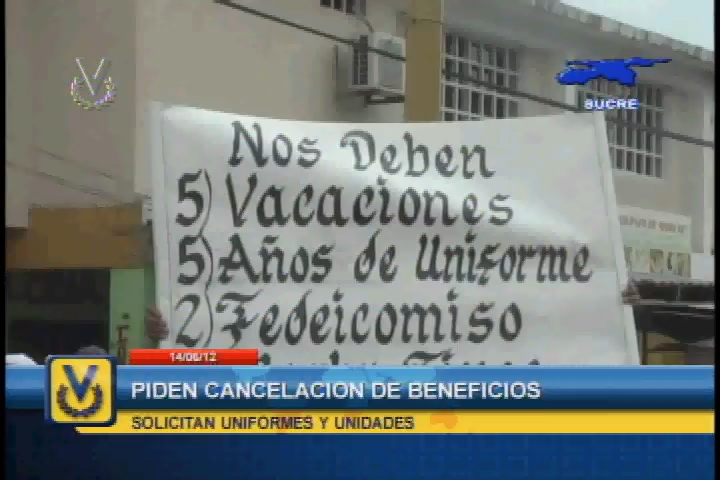 SUCRE
Nos Deben
5) Vacaciones
5) Años de Uniforme
2) Fedeicomiso
14/06/12
PIDEN CANCELACION DE BENEFICIOS
SOLICITAN UNIFORMES Y UNIDADES